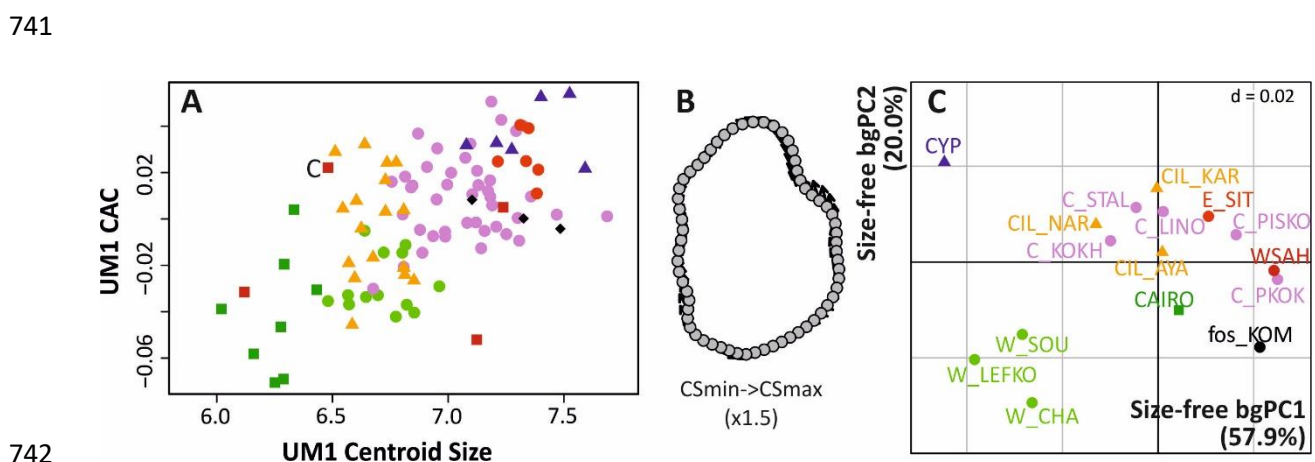 741
A
B
C
d = 0.02
UM1 CAC
0.02
−0.02
−0.06
C
6.0 6.5 7.0 7.5
UM1 Centroid Size
CSmin->CSmax
(x1.5)
Size-free bgPC2
(20.0%)
CYP
CIL_KAR
C_STAL
E_SIT
CIL_NAR
C_LINO
C_PISKO
C_KOKH
CIL_AYA
WSAH
CAIRO
C_PKOK
fos_KOM
W_SOU
W_LEFKO
W_CHA
Size-free bgPC1
(57.9%)
742